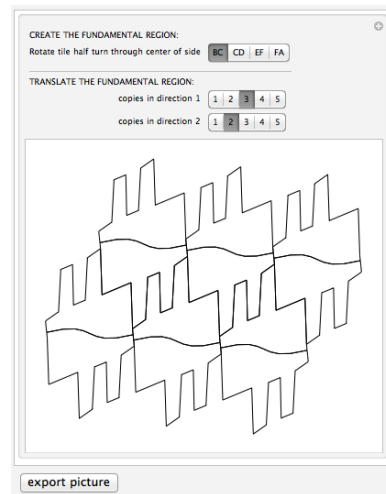 CREATE THE FUNDAMENTAL REGION:
Rotate tile half turn through center of side BC CD EF FA
TRANSLATE THE FUNDAMENTAL REGION:
copies in direction 1 1 2 3 4 5
copies in direction 2 1 2 3 4 5
export picture